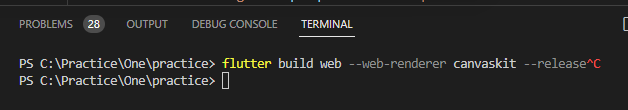 PROBLEMS 28 OUTPUT DEBUG CONSOLE TERMINAL
PS C:\Practice\One\practice> flutter build web --web-renderer canvaskit --release^C
PS C:\Practice\One\practice>